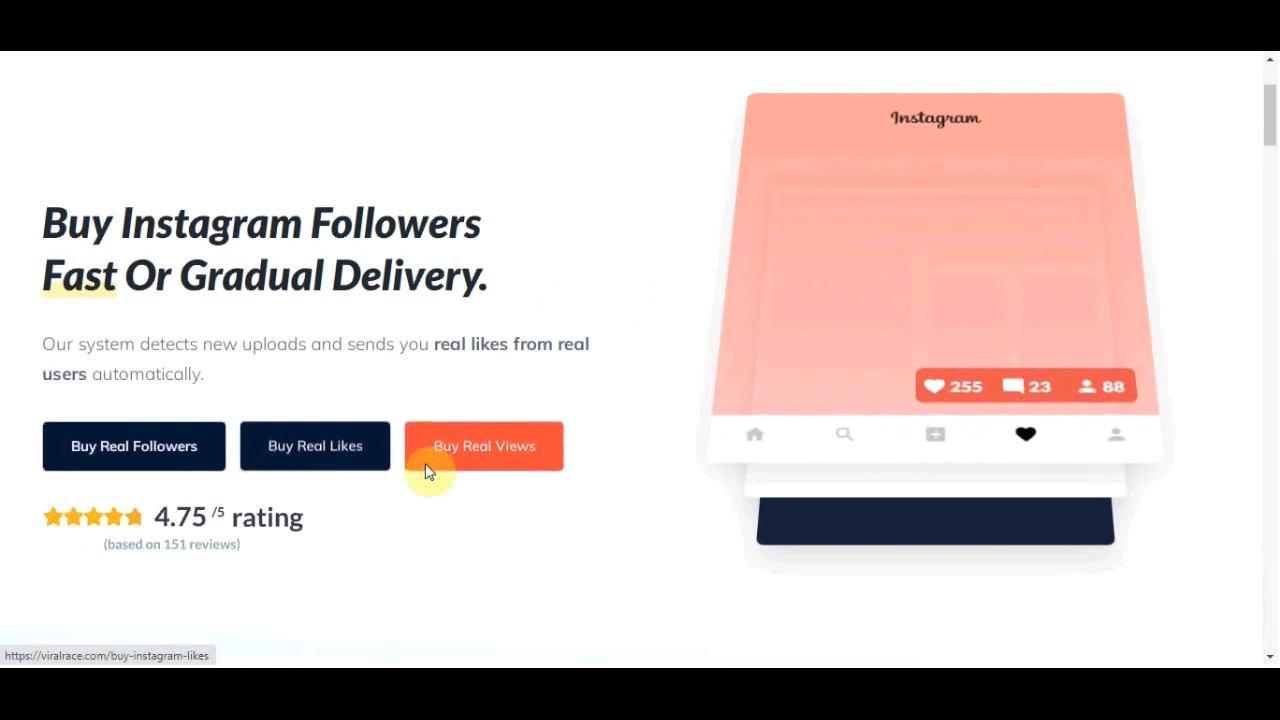 Instagram
Buy Instagram Followers
Fast Or Gradual Delivery.
Our system detects new uploads and sends you real likes from real
users automatically.
255 23 88
Buy Real Followers Buy Real Likes Buy Real Views
4.75 /5 rating
(based on 151 reviews)
https://viralrace.com/buy-instagram-likes